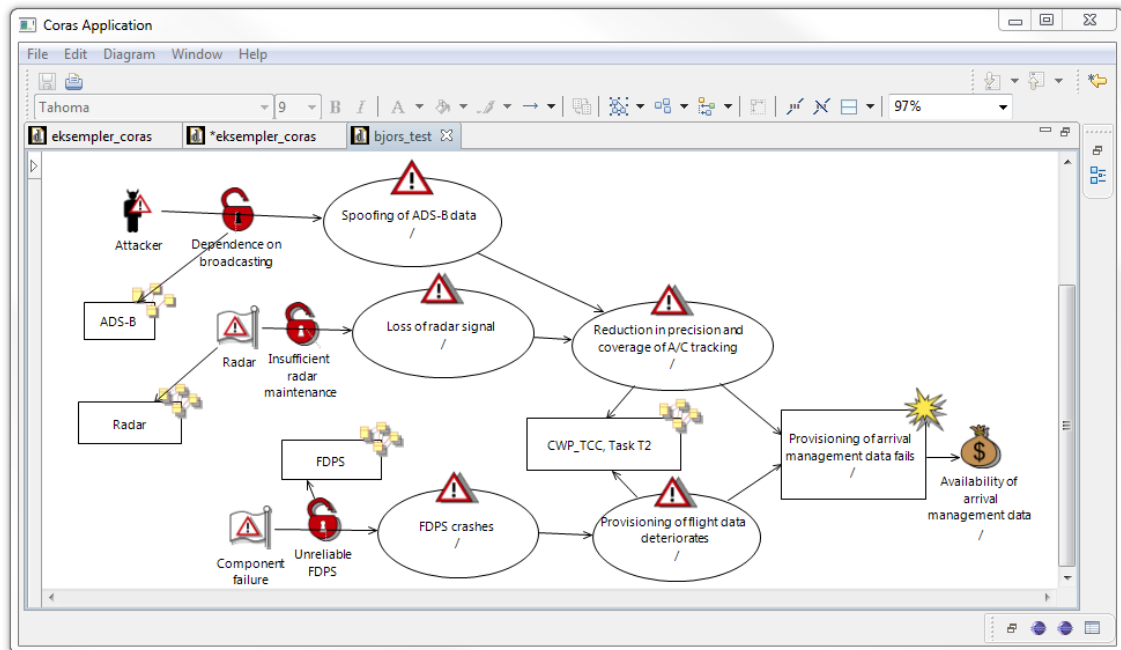 Coras Application
File Edit Diagram Window Help
Tahoma 9 B I A 97%
eksempler_coras *eksempler_coras bjors_test
Attacker
Dependence on
broadcasting
Spoofing of ADS-B data
/
ADS-B
Radar
Insufficient
radar
maintenance
Loss of radar signal
/
Reduction in precision and
coverage of A/C tracking
/
Radar
FDPS
CWP_TCC, Task T2
Provisioning of arrival
management data fails
/
$
Availability of
arrival
management data
/
Component
failure
Unreliable
FDPS
FDPS crashes
/
Provisioning of flight data
deteriorates
/